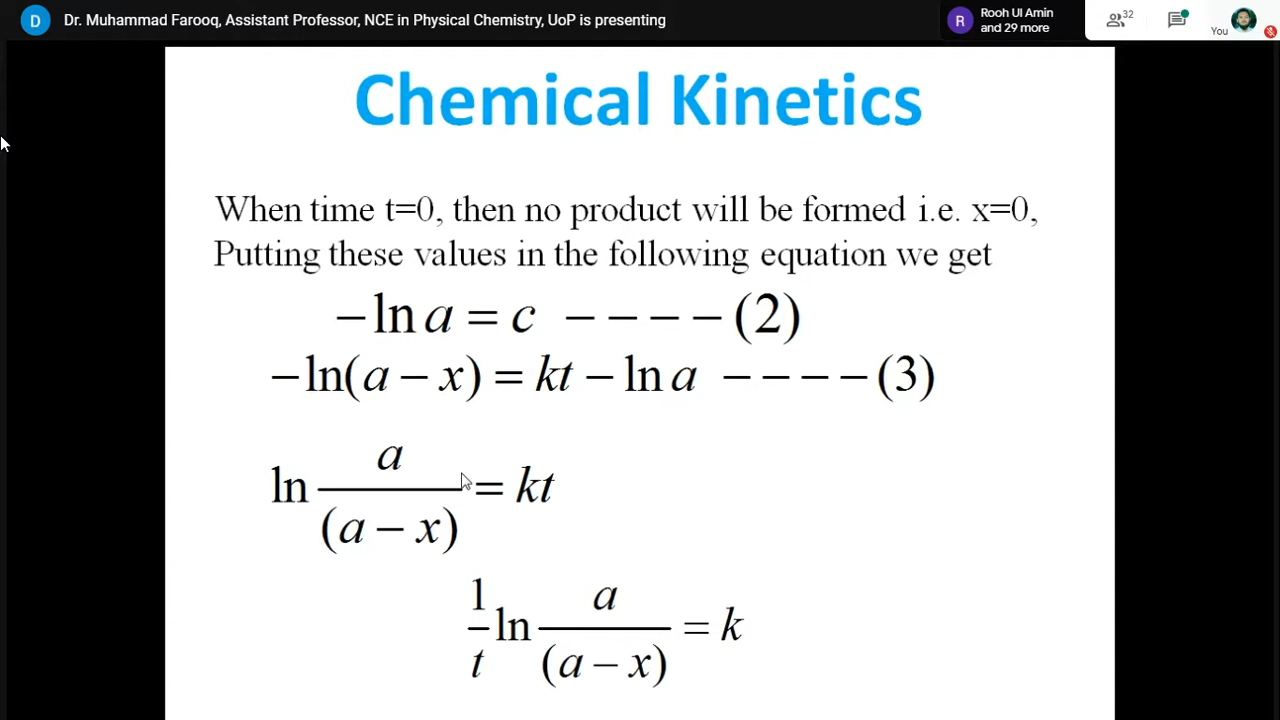 D Dr. Muhammad Farooq, Assistant Professor, NCE in Physical Chemistry, UoP is presenting
R Rooh Ul Amin
and 29 more
32
You
Chemical Kinetics
When time t=0, then no product will be formed i.e. x=0,
Putting these values in the following equation we get
−ln a = c − − − − (2)
−ln(a − x) = kt − ln a − − − − (3)
ln a/(a − x) = kt
1/t ln a/(a − x) = k